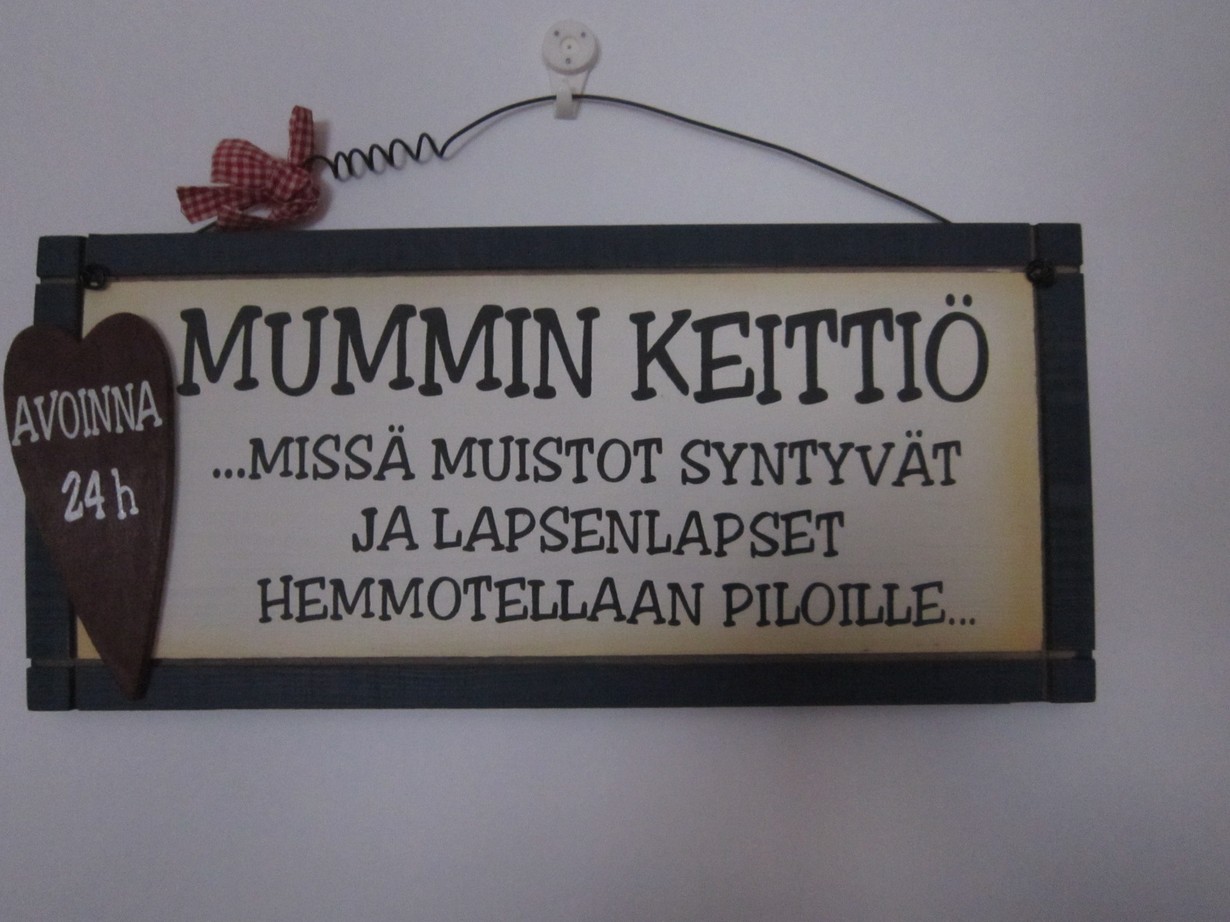 MUMMIN KEITTIÖ
...MISSÄ MUISTOT SYNTYVÄT
JA LAPSENLAPSET
HEMMOTELLAAN PILOILLE...
AVOINNA
24 h